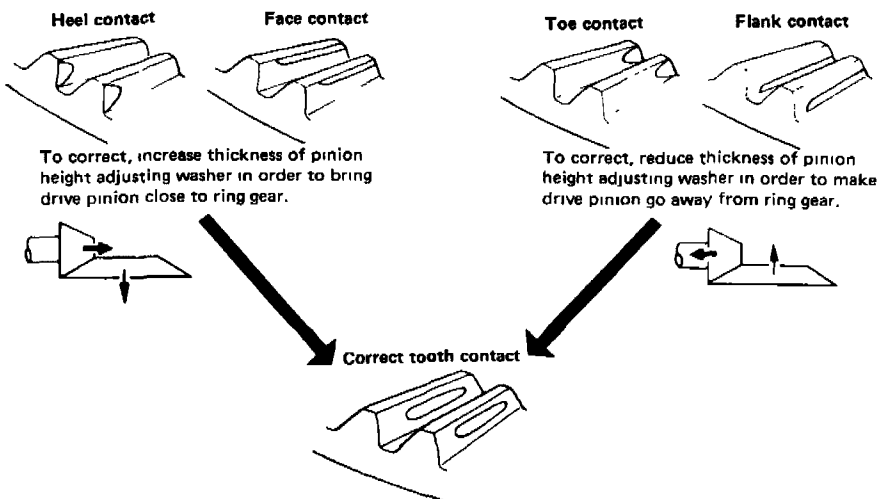 Heel contact
Face contact
To correct, increase thickness of pinion
height adjusting washer in order to bring
drive pinion close to ring gear.
Toe contact
Flank contact
To correct, reduce thickness of pinion
height adjusting washer in order to make
drive pinion go away from ring gear.
Correct tooth contact